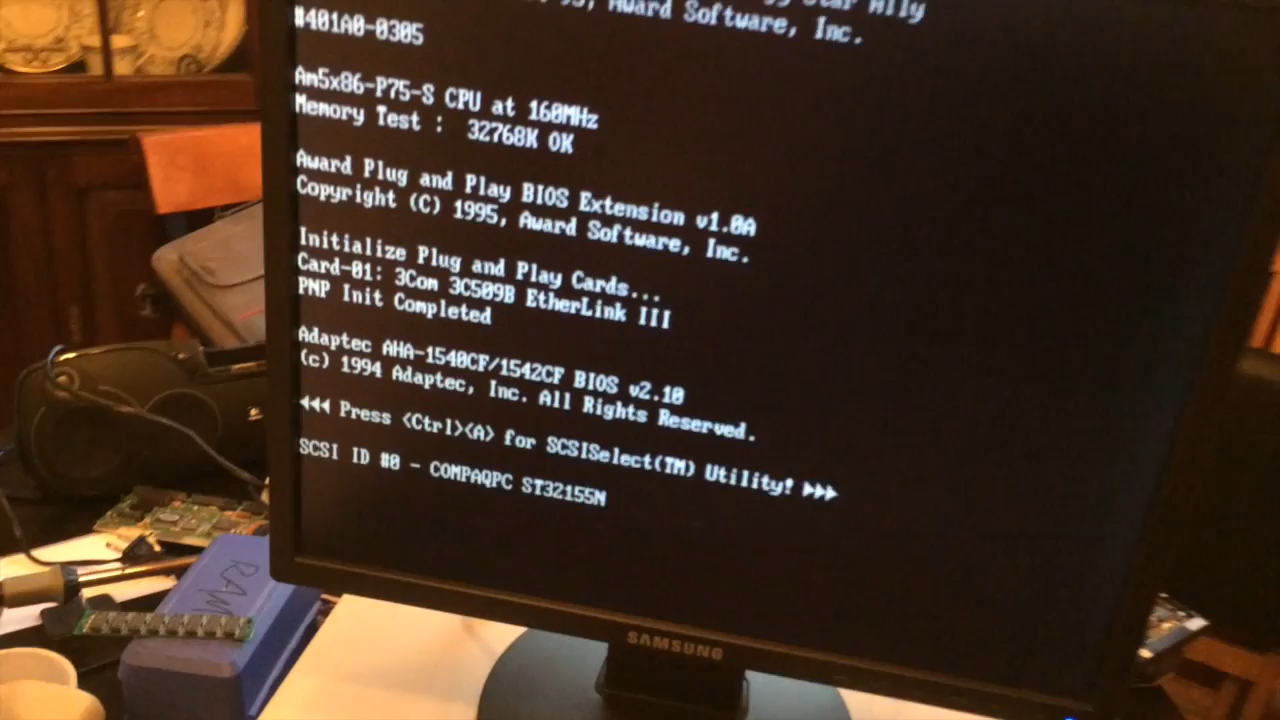 Star Ally
Award Software, Inc.
#401A0-0305
Am5x86-P75-S CPU at 160MHz
Memory Test : 32768K OK
Award Plug and Play BIOS Extension v1.0A
Copyright (C) 1995, Award Software, Inc.
Initialize Plug and Play Cards...
Card-01: 3Com 3C509B EtherLink III
PNP Init Completed
Adaptec AHA-1540CF/1542CF BIOS v2.10
(c) 1994 Adaptec, Inc. All Rights Reserved.
◄◄◄ Press <Ctrl><A> for SCSISelect(TM) Utility! ►►►
SCSI ID #0 - COMPAQPC ST32155N
RAM
SAMSUNG